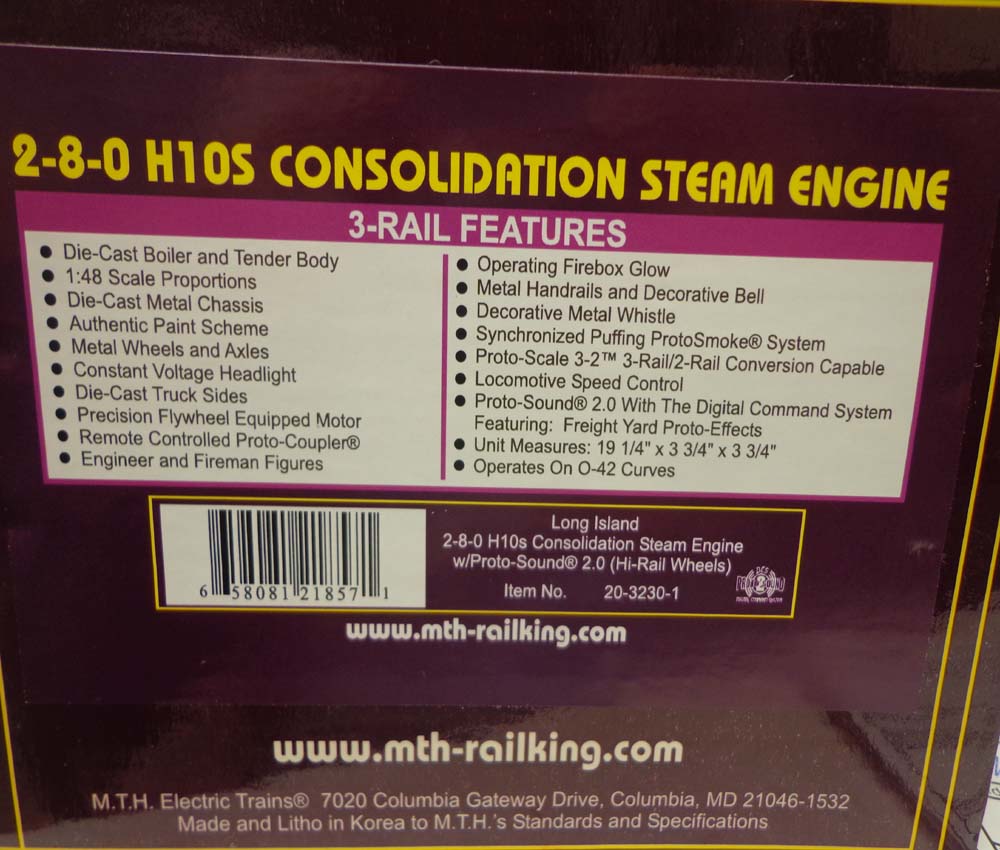 2-8-0 H10S CONSOLIDATION STEAM ENGINE
3-RAIL FEATURES
• Die-Cast Boiler and Tender Body
• 1:48 Scale Proportions
• Die-Cast Metal Chassis
• Authentic Paint Scheme
• Metal Wheels and Axles
• Constant Voltage Headlight
• Die-Cast Truck Sides
• Precision Flywheel Equipped Motor
• Remote Controlled Proto-Coupler®
• Engineer and Fireman Figures
• Operating Firebox Glow
• Metal Handrails and Decorative Bell
• Decorative Metal Whistle
• Synchronized Puffing ProtoSmoke® System
• Proto-Scale 3-2™ 3-Rail/2-Rail Conversion Capable
• Locomotive Speed Control
• Proto-Sound® 2.0 With The Digital Command System
Featuring: Freight Yard Proto-Effects
• Unit Measures: 19 1/4" x 3 3/4" x 3 3/4"
• Operates On O-42 Curves
6 58081 21857 1
Long Island
2-8-0 H10s Consolidation Steam Engine
w/Proto-Sound® 2.0 (Hi-Rail Wheels)
Item No. 20-3230-1
www.mth-railking.com
www.mth-railking.com
M.T.H. Electric Trains® 7020 Columbia Gateway Drive, Columbia, MD 21046-1532
Made and Litho in Korea to M.T.H.'s Standards and Specifications